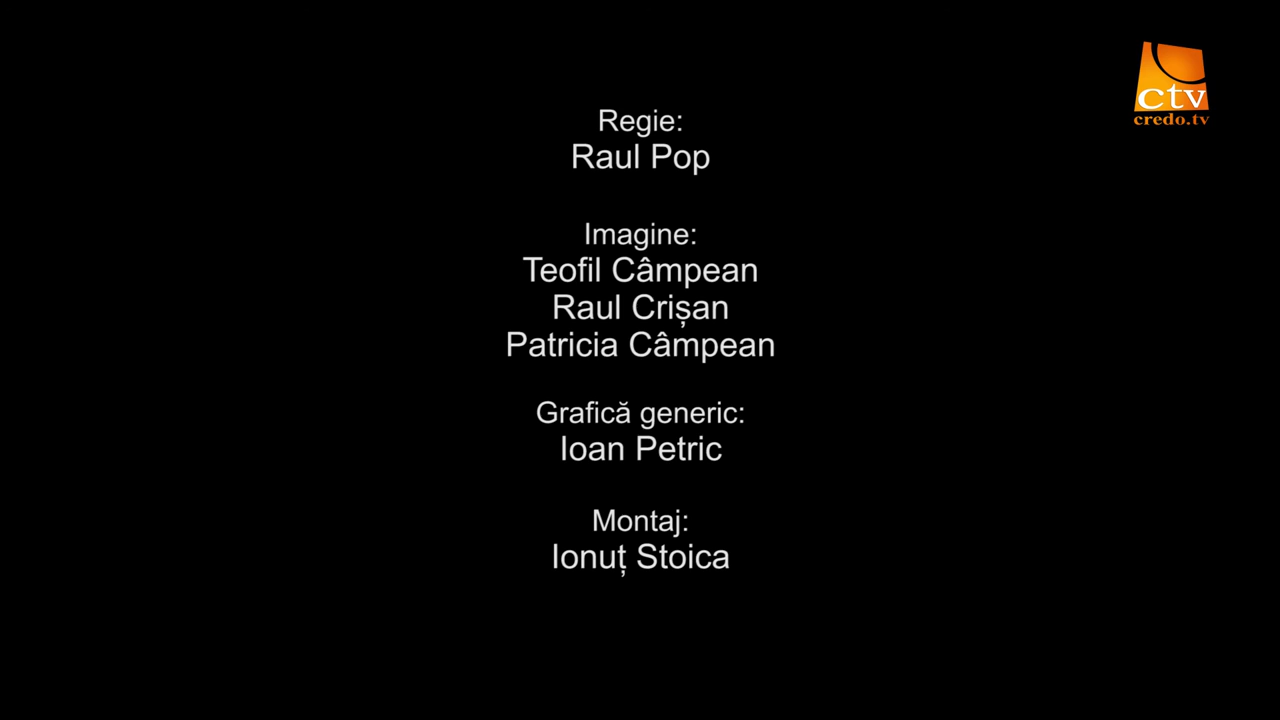 ctv
credo.tv
Regie:
Raul Pop
Imagine:
Teofil Câmpean
Raul Crișan
Patricia Câmpean
Grafică generic:
Ioan Petric
Montaj:
Ionuț Stoica